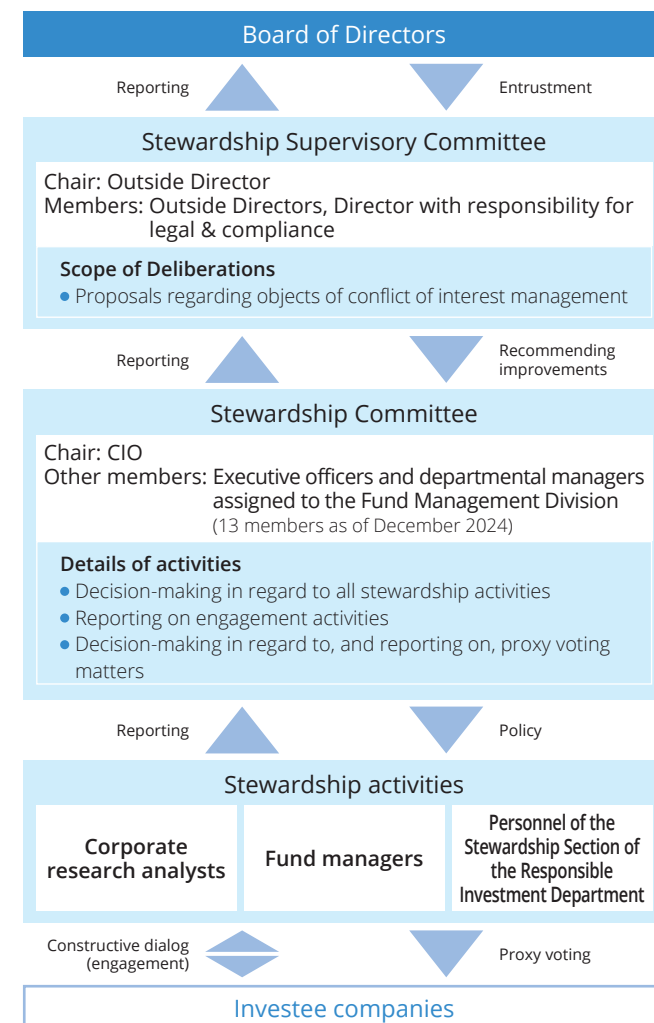 Board of Directors
Reporting
Entrustment
Stewardship Supervisory Committee
Chair: Outside Director
Members: Outside Directors, Director with responsibility for
legal & compliance
Scope of Deliberations
• Proposals regarding objects of conflict of interest management
Reporting
Recommending
improvements
Stewardship Committee
Chair: CIO
Other members: Executive officers and departmental managers
assigned to the Fund Management Division
(13 members as of December 2024)
Details of activities
• Decision-making in regard to all stewardship activities
• Reporting on engagement activities
• Decision-making in regard to, and reporting on, proxy voting
matters
Reporting
Policy
Stewardship activities
Corporate
research analysts
Fund managers
Personnel of the
Stewardship Section of
the Responsible
Investment Department
Constructive dialog
(engagement)
Proxy voting
Investee companies